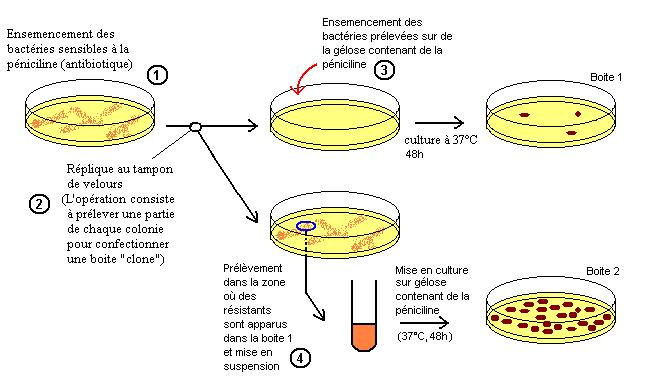 Ensemencement des
bactéries sensibles à la
péniciline (antibiotique)
1
Ensemencement des
bactéries prélevées sur de
la gélose contenant de la
péniciline
3
Boite 1
culture à 37°C
48h
2
Réplique au tampon
de velours
(L'opération consiste
à prélever une partie
de chaque colonie
pour confectionner
une boite "clone")
Prélèvement
dans la zone
où des
résistants
sont apparus
dans la boite 1
et mise en
suspension
4
Mise en culture
sur gélose
contenant de la
péniciline
(37°C, 48h)
Boite 2